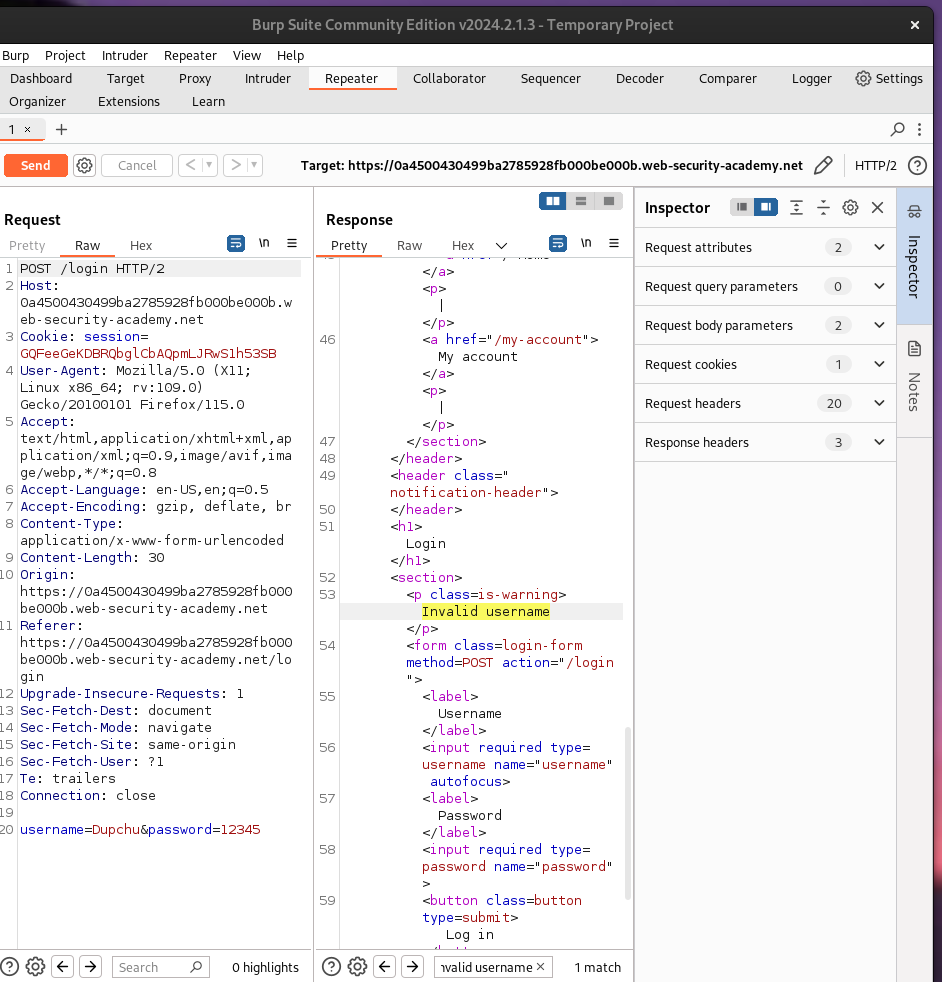 Burp Suite Community Edition v2024.2.1.3 - Temporary Project
Burp Project Intruder Repeater View Help
Dashboard Target Proxy Intruder Repeater Collaborator Sequencer Decoder Comparer Logger Settings
Organizer Extensions Learn
1 × +
Send Cancel < > Target: https://0a4500430499ba2785928fb000be000b.web-security-academy.net HTTP/2
Request
Pretty Raw Hex \n
1 POST /login HTTP/2
2 Host:
0a4500430499ba2785928fb000be000b.w
eb-security-academy.net
3 Cookie: session=
GQFeeGeKDBRQbglCbAQpmLJRwS1h53SB
4 User-Agent: Mozilla/5.0 (X11;
Linux x86_64; rv:109.0)
Gecko/20100101 Firefox/115.0
5 Accept:
text/html,application/xhtml+xml,ap
plication/xml;q=0.9,image/avif,ima
ge/webp,*/*;q=0.8
6 Accept-Language: en-US,en;q=0.5
7 Accept-Encoding: gzip, deflate, br
8 Content-Type:
application/x-www-form-urlencoded
9 Content-Length: 30
10 Origin:
https://0a4500430499ba2785928fb000
be000b.web-security-academy.net
11 Referer:
https://0a4500430499ba2785928fb000
be000b.web-security-academy.net/lo
gin
12 Upgrade-Insecure-Requests: 1
13 Sec-Fetch-Dest: document
14 Sec-Fetch-Mode: navigate
15 Sec-Fetch-Site: same-origin
16 Sec-Fetch-User: ?1
17 Te: trailers
18 Connection: close
19
20 username=Dupchu&password=12345
Search 0 highlights
Response
Pretty Raw Hex \n
</a>
<p>
|
</p>
46 <a href="/my-account">
My account
</a>
<p>
|
</p>
47 </section>
48 </header>
49 <header class="
notification-header">
50 </header>
51 <h1>
Login
</h1>
52 <section>
53 <p class=is-warning>
Invalid username
</p>
54 <form class=login-form
method=POST action="/login
">
55 <label>
Username
</label>
56 <input required type=
username name="username"
autofocus>
57 <label>
Password
</label>
58 <input required type=
password name="password"
>
59 <button class=button
type=submit>
Log in
nvalid username × 1 match
Inspector
Request attributes 2
Request query parameters 0
Request body parameters 2
Request cookies 1
Request headers 20
Response headers 3
Inspector
Notes